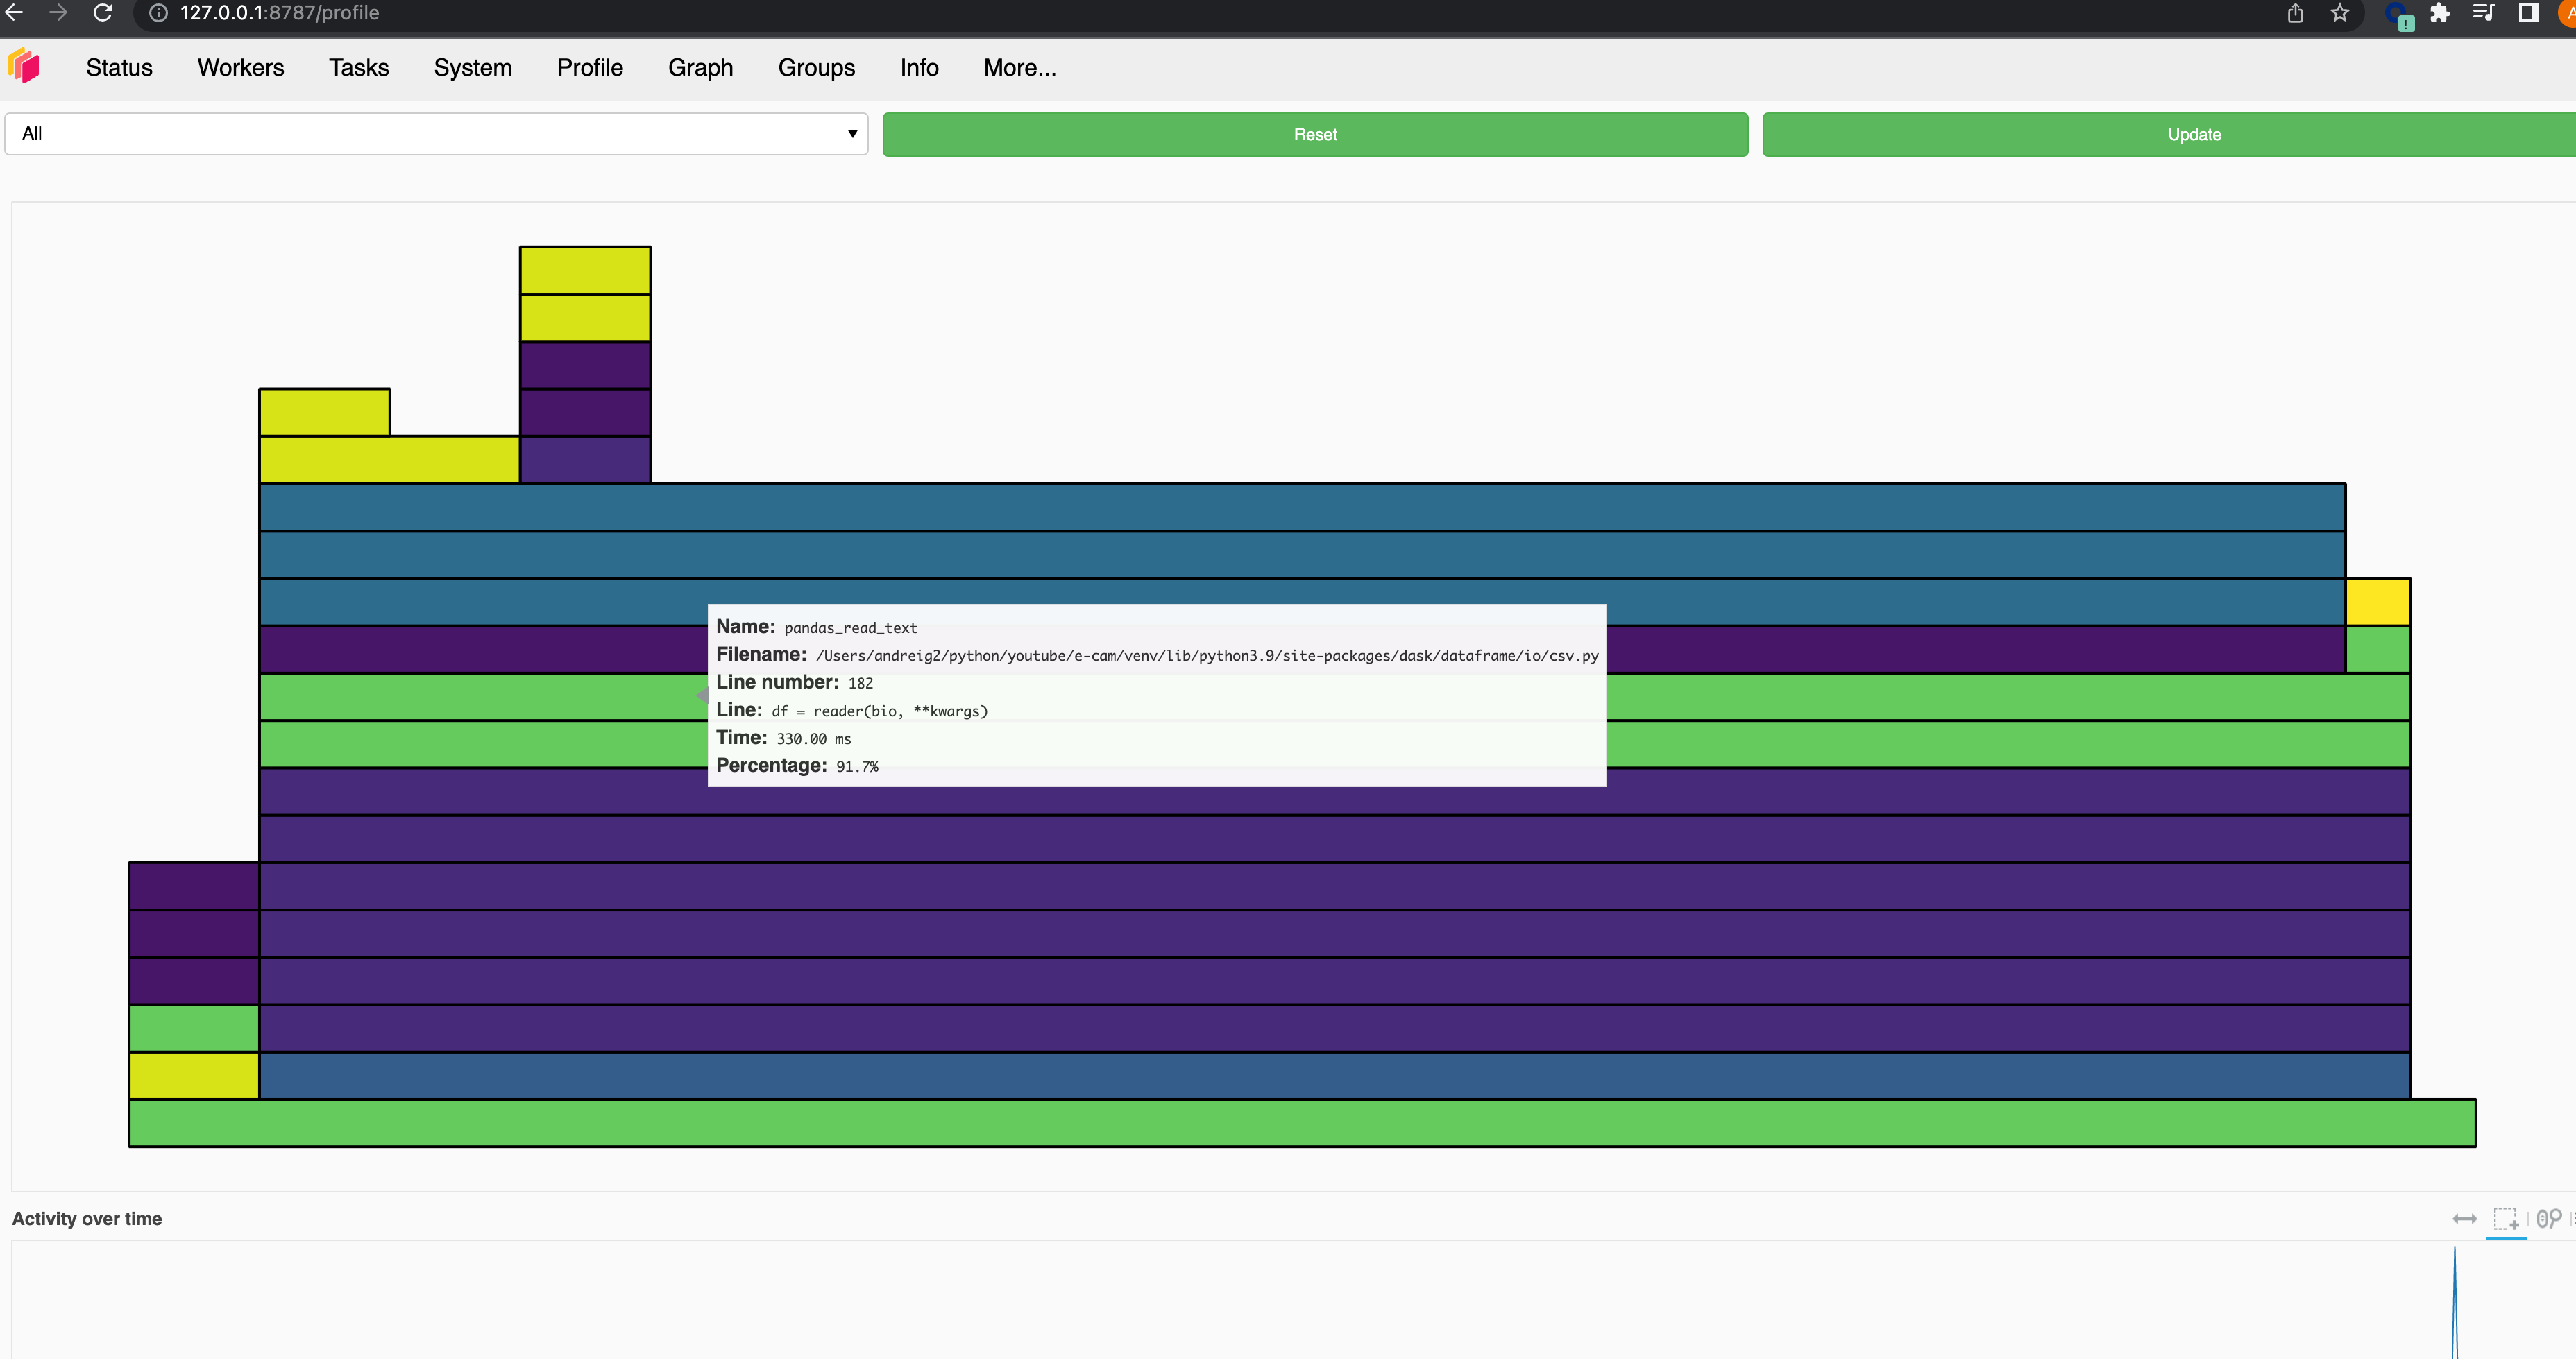 127.0.0.1:8787/profile
Status Workers Tasks System Profile Graph Groups Info More...
All Reset Update
Name: pandas_read_text
Filename: /Users/andreig2/python/youtube/e-cam/venv/lib/python3.9/site-packages/dask/dataframe/io/csv.py
Line number: 182
Line: df = reader(bio, **kwargs)
Time: 330.00 ms
Percentage: 91.7%
Activity over time